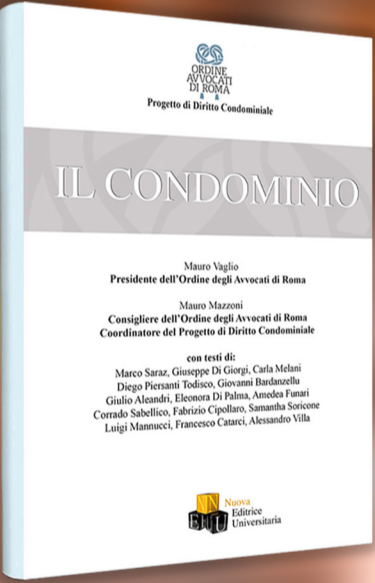 ORDINE
AVVOCATI
DI ROMA
Progetto di Diritto Condominiale
IL CONDOMINIO
Mauro Vaglio
Presidente dell'Ordine degli Avvocati di Roma
Mauro Mazzoni
Consigliere dell'Ordine degli Avvocati di Roma
Coordinatore del Progetto di Diritto Condominiale
con testi di:
Marco Saraz, Giuseppe Di Giorgi, Carla Melani
Diego Piersanti Todisco, Giovanni Bardanzellu
Giulio Aleandri, Eleonora Di Palma, Amedea Funari
Corrado Sabellico, Fabrizio Cipollaro, Samantha Soricone
Luigi Mannucci, Francesco Catarci, Alessandro Villa
NEU
Nuova
Editrice
Universitaria